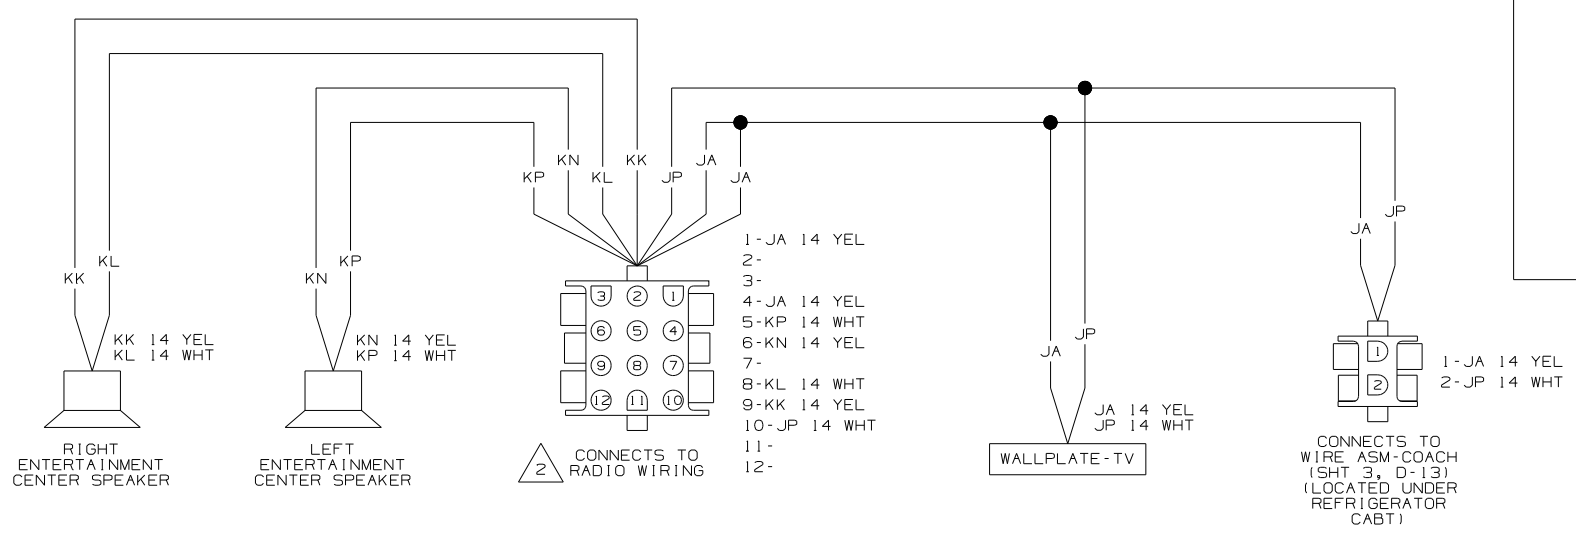 KK
KN
JP
JA
KP
KL
JA
JP
JA
KL
KP
KK
KN
JP
JA
KK 14 YEL
KL 14 WHT
KN 14 YEL
KP 14 WHT
RIGHT
ENTERTAINMENT
CENTER SPEAKER
LEFT
ENTERTAINMENT
CENTER SPEAKER
3 2 1
6 5 4
9 8 7
12 11 10
2
CONNECTS TO
RADIO WIRING
1-JA 14 YEL
2-
3-
4-JA 14 YEL
5-KP 14 WHT
6-KN 14 YEL
7-
8-KL 14 WHT
9-KK 14 YEL
10-JP 14 WHT
11-
12-
JA 14 YEL
JP 14 WHT
WALLPLATE-TV
1
2
1-JA 14 YEL
2-JP 14 WHT
CONNECTS TO
WIRE ASM-COACH
(SHT 3, D-13)
(LOCATED UNDER
REFRIGERATOR
CABT)